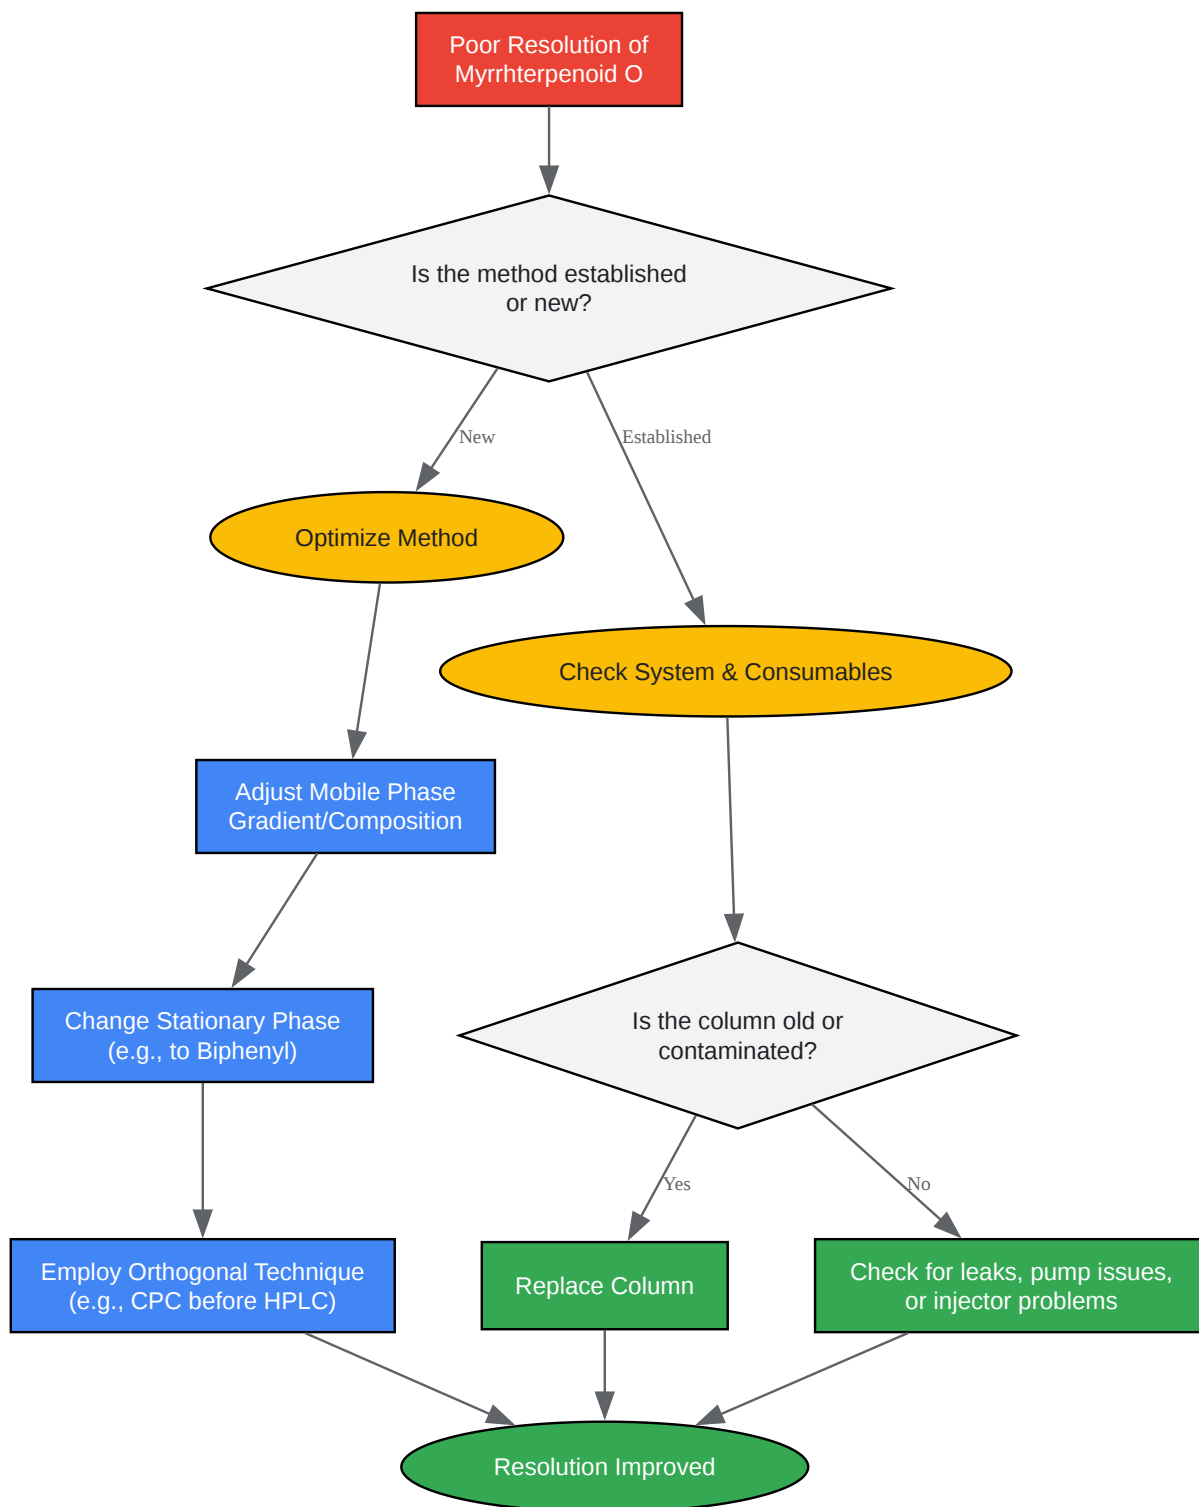 Poor Resolution of
Myrrhterpenoid O
Is the method established
or new?
New
Established
Optimize Method
Check System & Consumables
Adjust Mobile Phase
Gradient/Composition
Change Stationary Phase
(e.g., to Biphenyl)
Is the column old or
contaminated?
Yes
No
Employ Orthogonal Technique
(e.g., CPC before HPLC)
Replace Column
Check for leaks, pump issues,
or injector problems
Resolution Improved